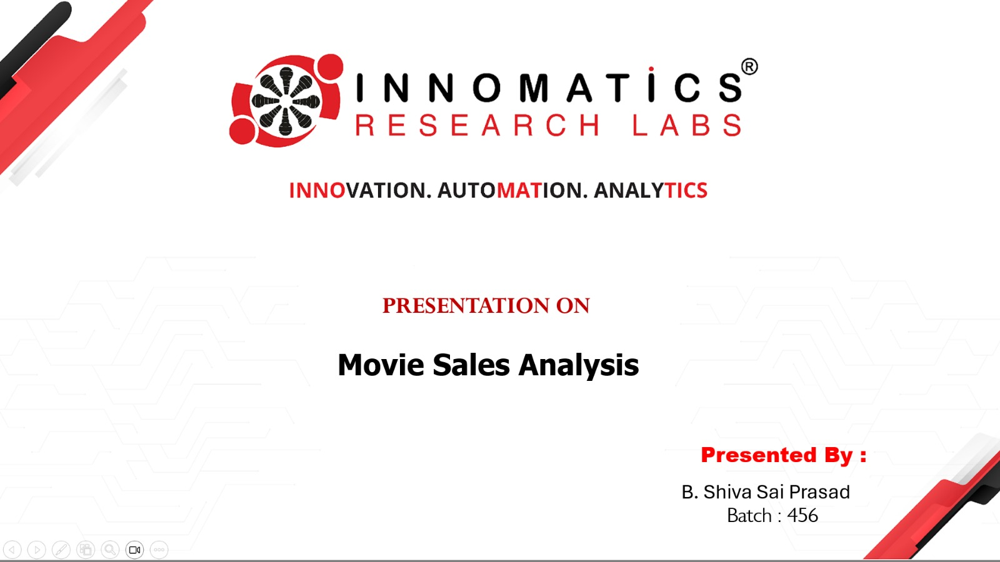 INNOMATICS®
RESEARCH LABS
INNOVATION. AUTOMATION. ANALYTICS
PRESENTATION ON
Movie Sales Analysis
Presented By :
B. Shiva Sai Prasad
Batch : 456